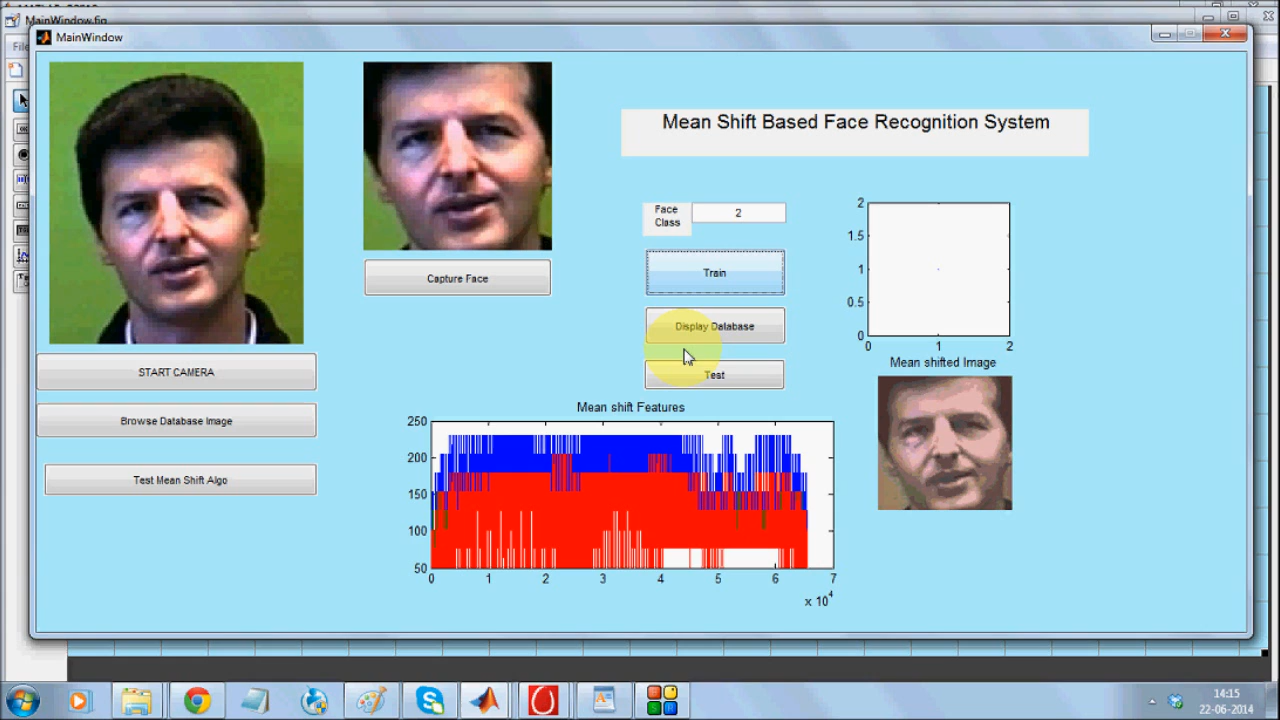 MainWindow.fig
MainWindow
File
Mean Shift Based Face Recognition System
Face
Class
2
Train
Capture Face
Display Database
Test
START CAMERA
Browse Database Image
Test Mean Shift Algo
2
1.5
1
0.5
0
0 1 2
Mean shifted Image
Mean shift Features
250
200
150
100
50
0 1 2 3 4 5 6 7
x 10^4
14:15
22-06-2014